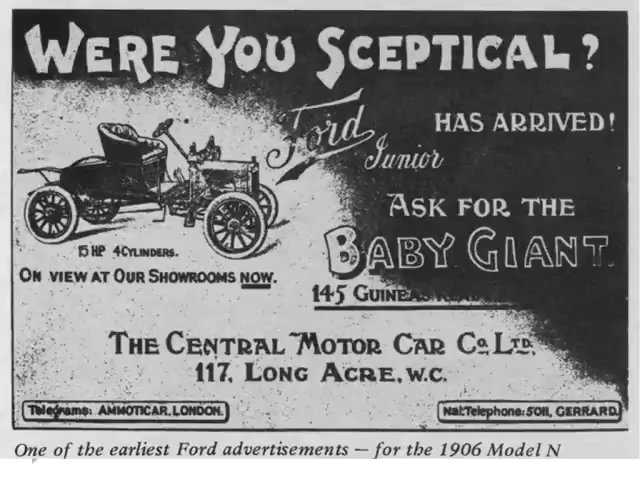 WERE YOU SCEPTICAL?
Ford Junior
HAS ARRIVED!
ASK FOR THE
BABY GIANT.
15 HP 4 CYLINDERS.
ON VIEW AT OUR SHOWROOMS NOW.
145 GUINEAS
THE CENTRAL MOTOR CAR CO. LTD.
117, LONG ACRE, W.C.
Telegrams: AMMOTICAR, LONDON.
Nat. Telephone: 5011, GERRARD.
One of the earliest Ford advertisements — for the 1906 Model N